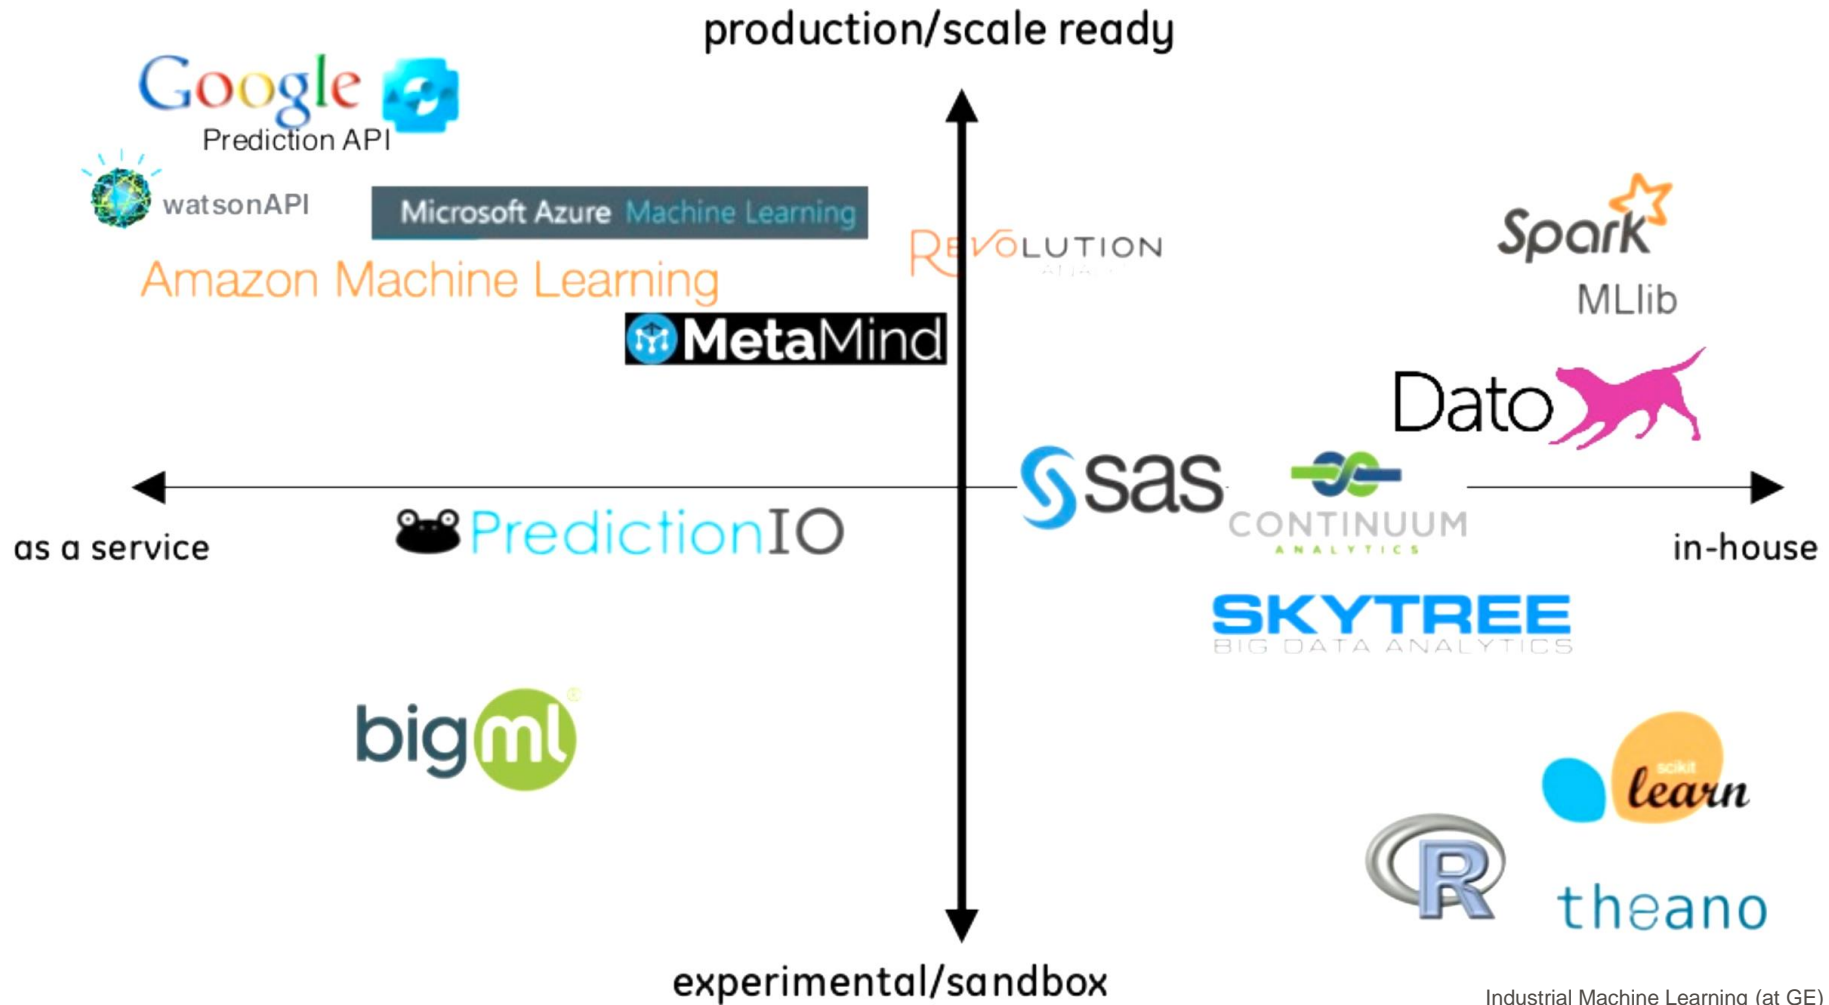 production/scale ready
Google
Prediction API
watsonAPI
Microsoft Azure Machine Learning
REVOLUTION
Amazon Machine Learning
Spark
MLlib
MetaMind
Dato
sas
CONTINUUM
ANALYTICS
PredictionIO
as a service
in-house
SKYTREE
BIG DATA ANALYTICS
bigml
scikit
learn
R
theano
experimental/sandbox
Industrial Machine Learning (at GE)